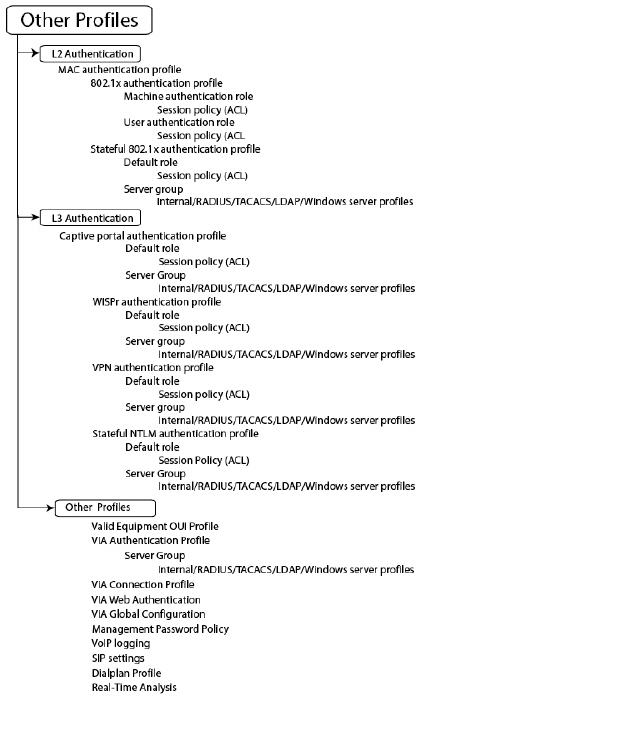 Other Profiles
L2 Authentication
MAC authentication profile
802.1x authentication profile
Machine authentication role
Session policy (ACL)
User authentication role
Session policy (ACL
Stateful 802.1x authentication profile
Default role
Session policy (ACL)
Server group
Internal/RADIUS/TACACS/LDAP/Windows server profiles
L3 Authentication
Captive portal authentication profile
Default role
Session policy (ACL)
Server Group
Internal/RADIUS/TACACS/LDAP/Windows server profiles
WISPr authentication profile
Default role
Session policy (ACL)
Server group
Internal/RADIUS/TACACS/LDAP/Windows server profiles
VPN authentication profile
Default role
Session policy (ACL)
Server group
Internal/RADIUS/TACACS/LDAP/Windows server profiles
Stateful NTLM authentication profile
Default role
Session Policy (ACL)
Server Group
Internal/RADIUS/TACACS/LDAP/Windows server profiles
Other Profiles
Valid Equipment OUI Profile
VIA Authentication Profile
Server Group
Internal/RADIUS/TACACS/LDAP/Windows server profiles
VIA Connection Profile
VIA Web Authentication
VIA Global Configuration
Management Password Policy
VoIP logging
SIP settings
Dialplan Profile
Real-Time Analysis